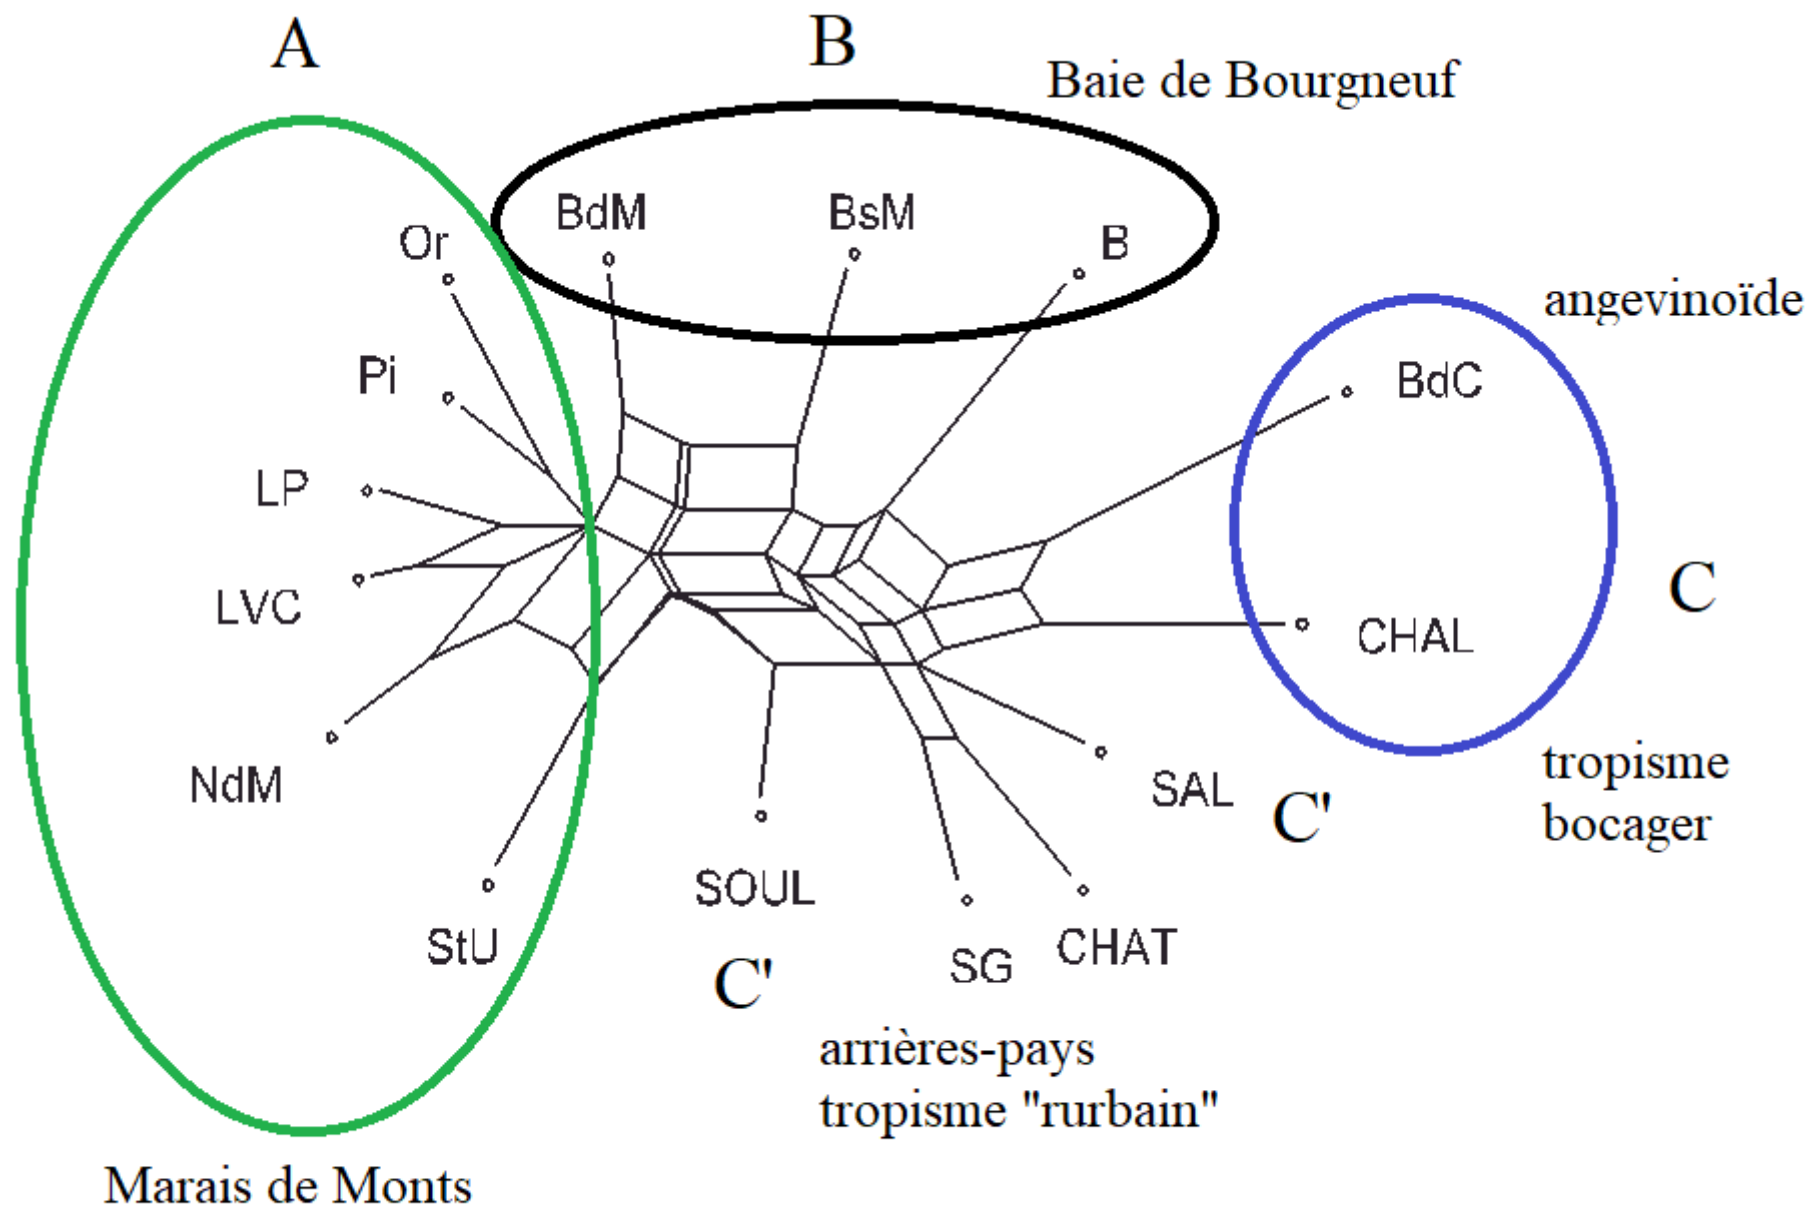 A
B
Baie de Bourgneuf
BdM
BsM
B
Or
angevinoïde
Pi
BdC
LP
LVC
C
CHAL
NdM
tropisme
bocager
SAL
C'
SOUL
StU
SG
CHAT
C'
arrières-pays
tropisme "rurbain"
Marais de Monts